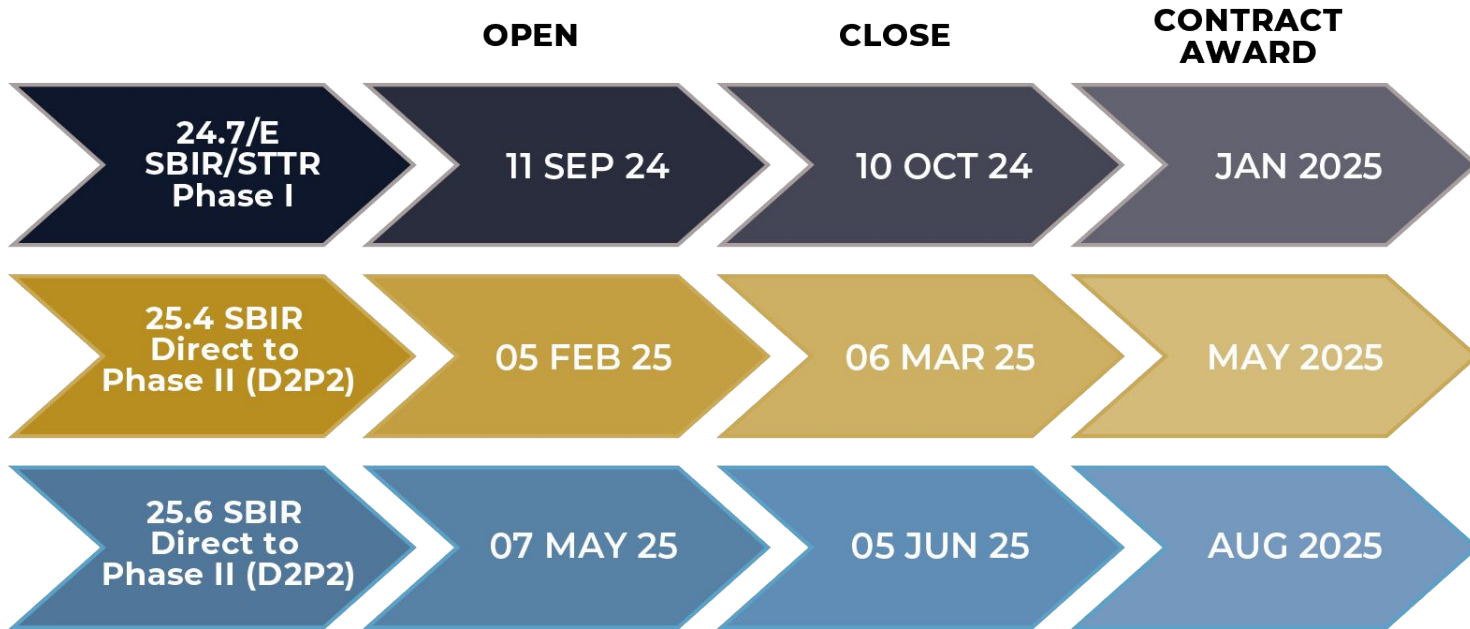 OPEN
CLOSE
CONTRACT
AWARD
24.7/E
SBIR/STTR
Phase I
11 SEP 24
10 OCT 24
JAN 2025
25.4 SBIR
Direct to
Phase II (D2P2)
05 FEB 25
06 MAR 25
MAY 2025
25.6 SBIR
Direct to
Phase II (D2P2)
07 MAY 25
05 JUN 25
AUG 2025